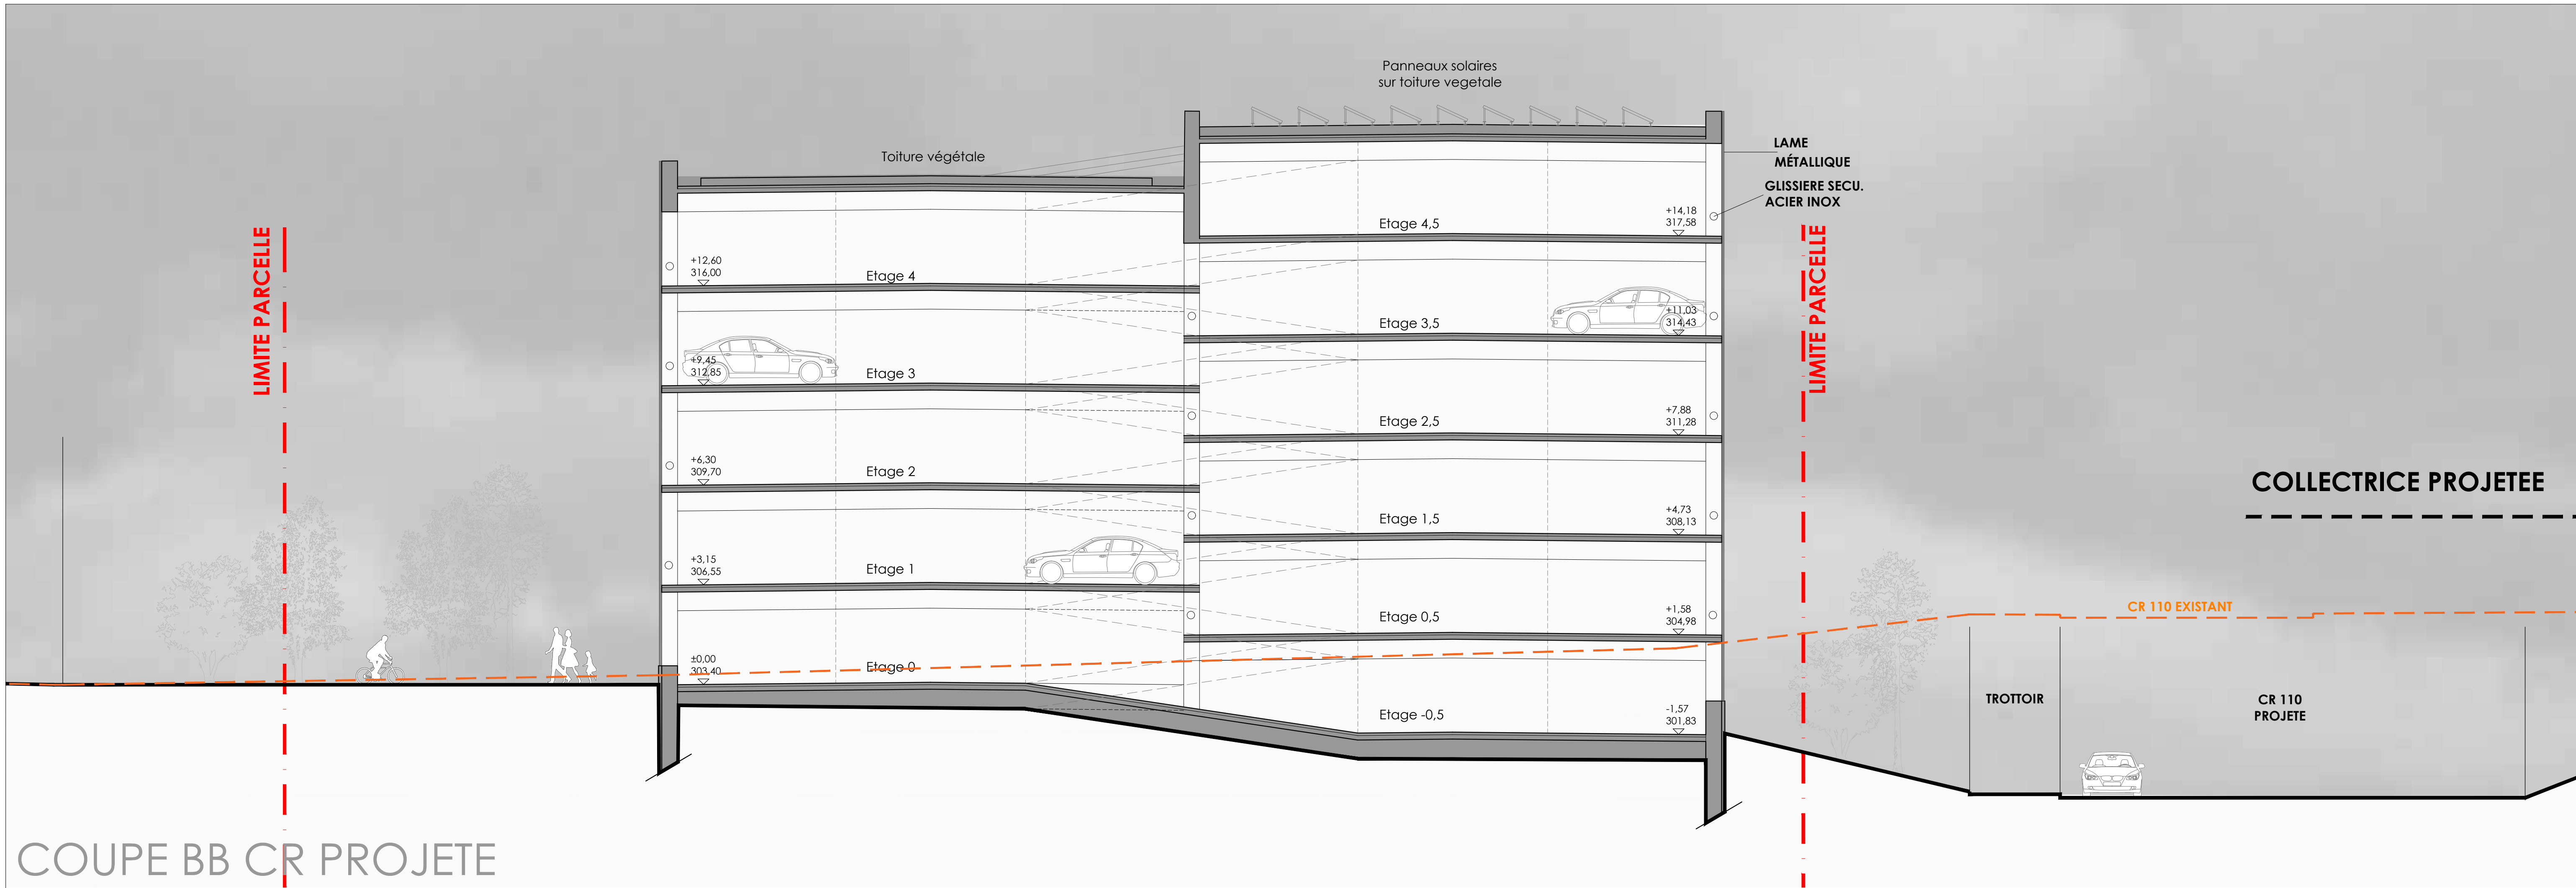 Panneaux solaires
sur toiture vegetale
Toiture végétale
LAME
MÉTALLIQUE
GLISSIERE SECU.
ACIER INOX
LIMITE PARCELLE
LIMITE PARCELLE
+14,18
317,58
Etage 4,5
+12,60
316,00
Etage 4
+11,03
314,43
Etage 3,5
+9,45
312,85
Etage 3
+7,88
311,28
Etage 2,5
+6,30
309,70
Etage 2
+4,73
308,13
Etage 1,5
+3,15
306,55
Etage 1
+1,58
304,98
Etage 0,5
±0,00
303,40
Etage 0
-1,57
301,83
Etage -0,5
COLLECTRICE PROJETEE
CR 110 EXISTANT
TROTTOIR
CR 110
PROJETE
COUPE BB CR PROJETE